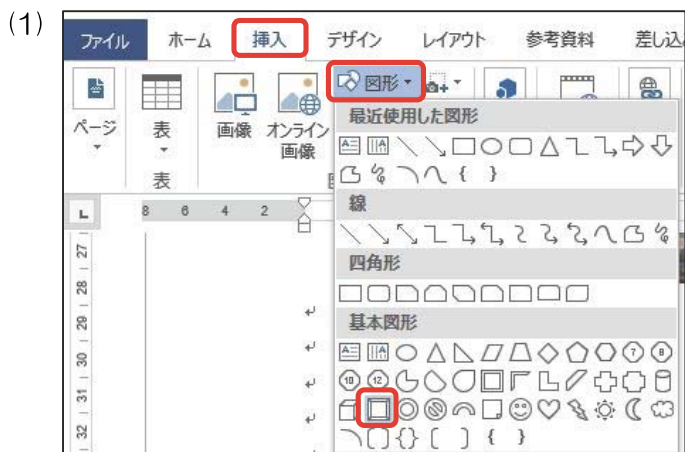 (1)
ファイル ホーム 挿入 デザイン レイアウト 参考資料 差し込
図形
ページ 表 画像 オンライン画像
表
最近使用した図形
線
四角形
基本図形
L 8 6 4 2
27
28
29
30
31
32